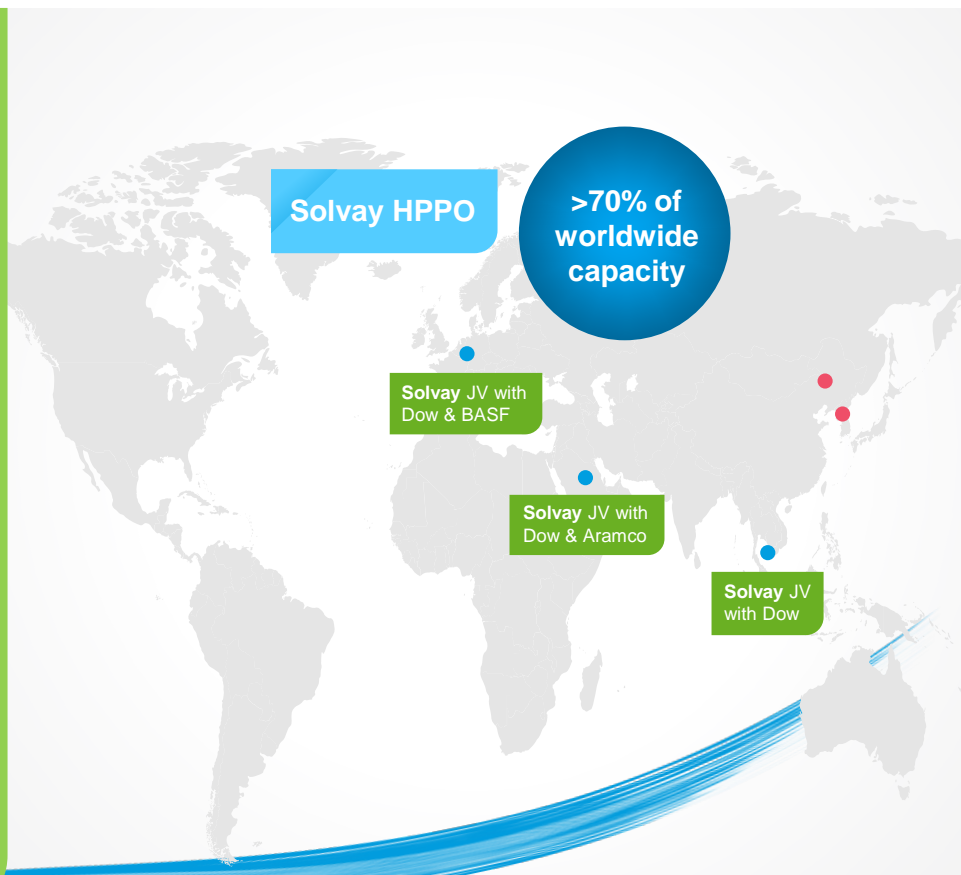 Solvay HPPO
>70% of
worldwide
capacity
Solvay JV with
Dow & BASF
Solvay JV with
Dow & Aramco
Solvay JV
with Dow